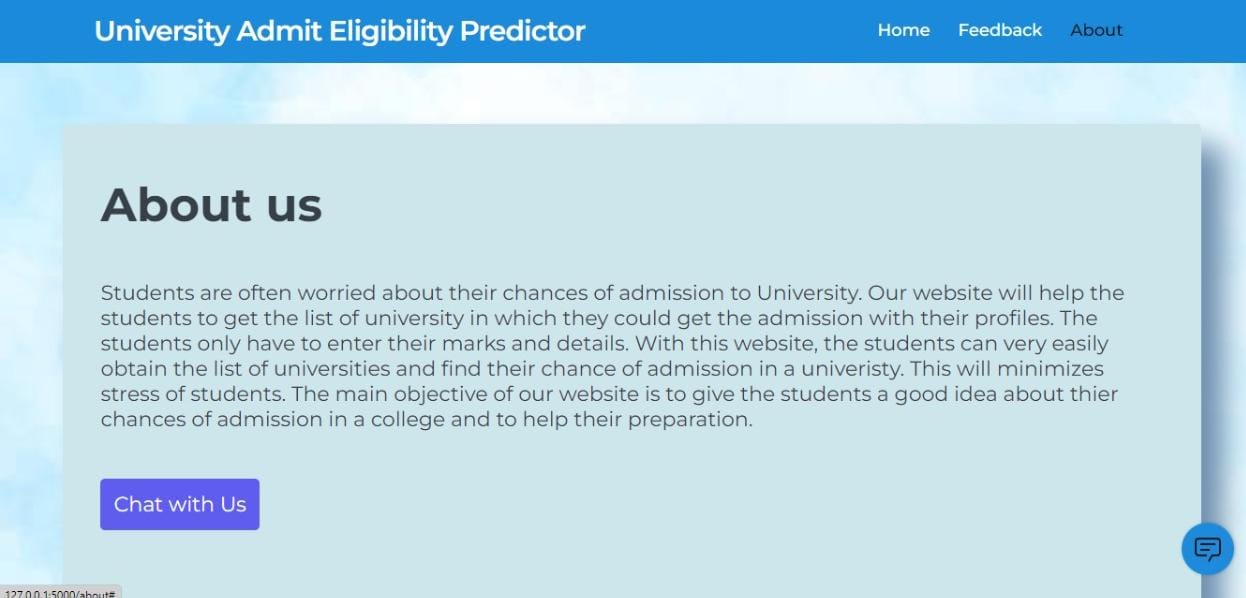 University Admit Eligibility Predictor
Home Feedback About
About us
Students are often worried about their chances of admission to University. Our website will help the
students to get the list of university in which they could get the admission with their profiles. The
students only have to enter their marks and details. With this website, the students can very easily
obtain the list of universities and find their chance of admission in a univeristy. This will minimizes
stress of students. The main objective of our website is to give the students a good idea about thier
chances of admission in a college and to help their preparation.
Chat with Us
127.0.0.1:5000/about#